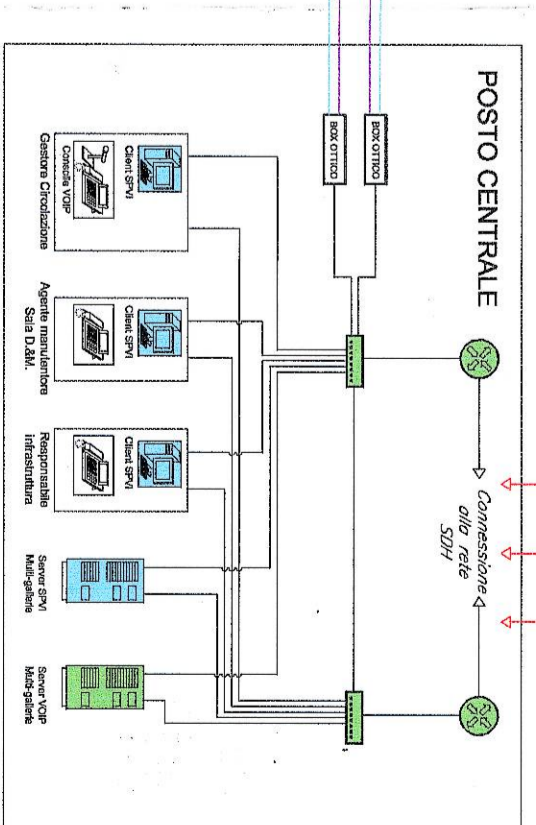 POSTO CENTRALE
BOX OTTICO
BOX OTTICO
Connessione
alla rete
SDH
Client SPVI
Consolle VOIP
Gestore Circolazione
Client SPVI
Agente manutentore
Sala D.&M.
Client SPVI
Responsabile
infrastruttura
Server SPVI
Multi-gallerie
Server VOIP
Multi-gallerie